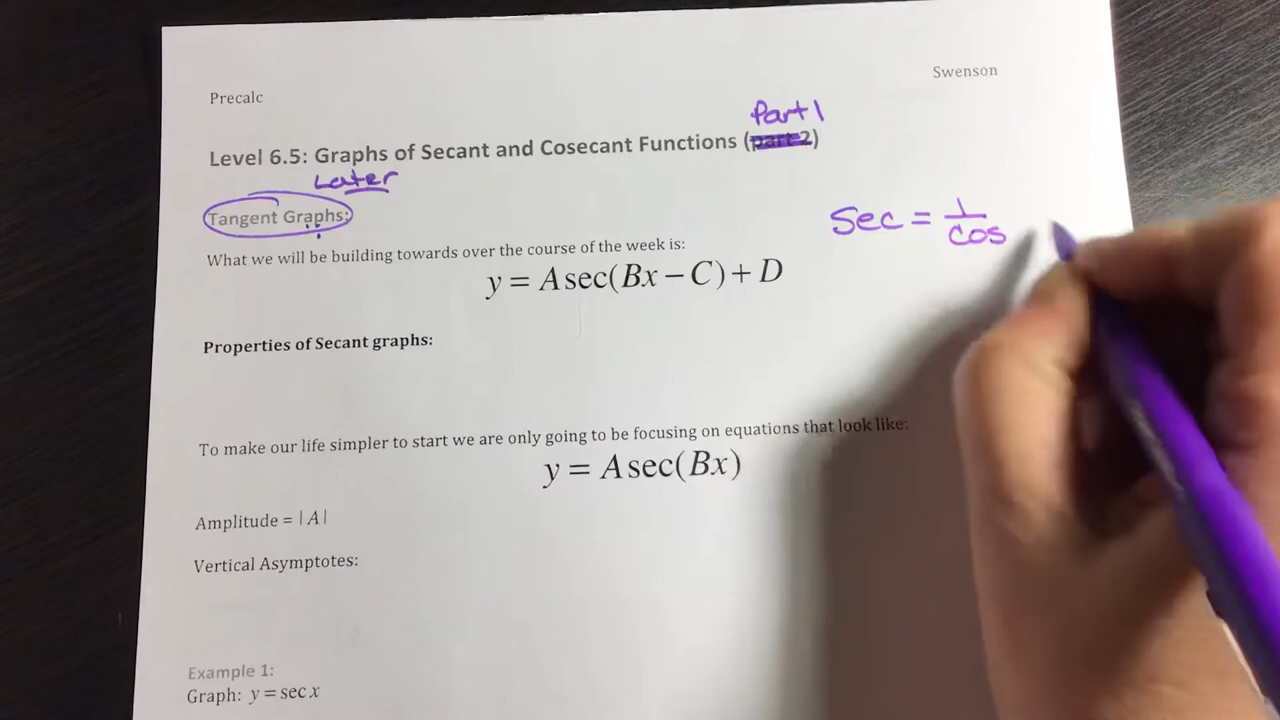 Precalc
Swenson
Part 1
Level 6.5: Graphs of Secant and Cosecant Functions (part 2)
Later
Tangent Graphs:
Sec = 1/cos
What we will be building towards over the course of the week is:
y = A sec(Bx − C) + D
Properties of Secant graphs:
To make our life simpler to start we are only going to be focusing on equations that look like:
y = A sec(Bx)
Amplitude = |A|
Vertical Asymptotes:
Example 1:
Graph: y = sec x